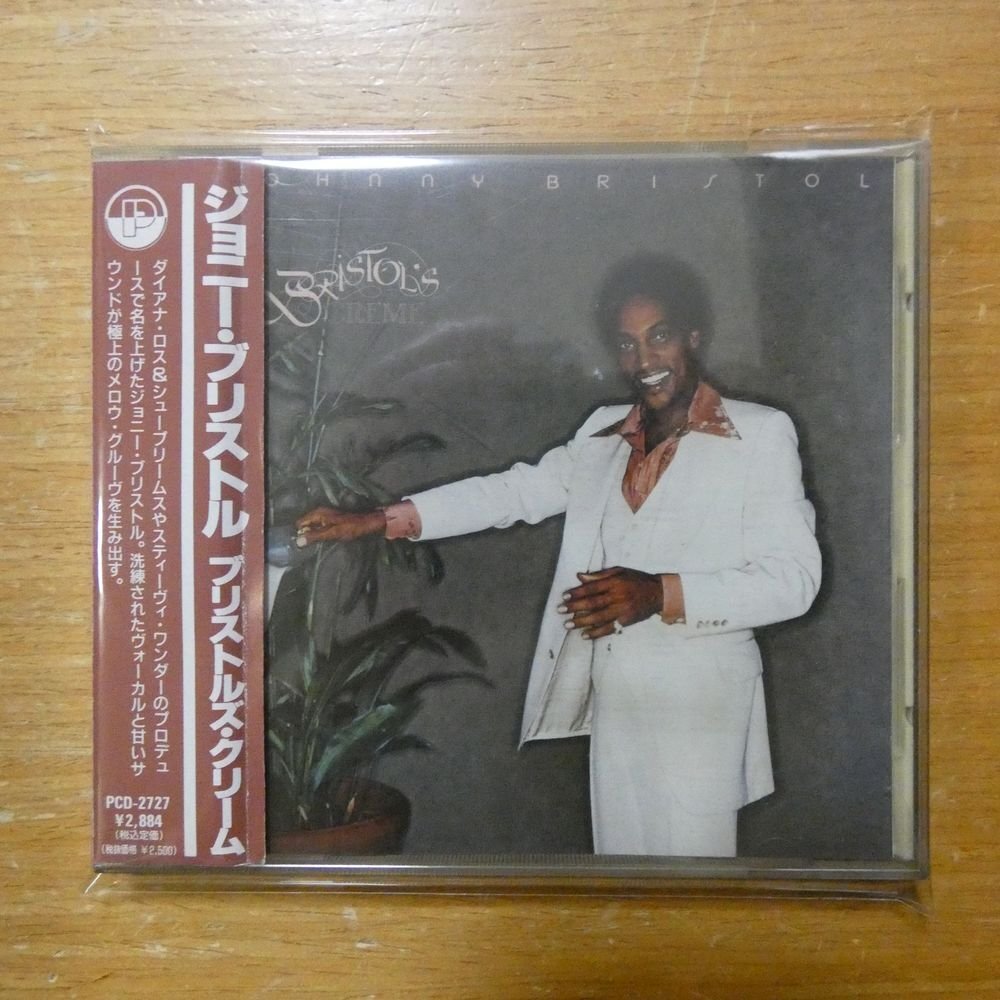 ジョニー・ブリストル ブリストルズ・クリーム
ダイアナ・ロス&シュープリームスやスティーヴィ・ワンダーのプロデュ
ースで名を上げたジョニー・ブリストル。洗練されたヴォーカルと甘いサ
ウンドが極上のメロウ・グルーヴを生み出す。
PCD-2727
¥2,884
(税込定価)
(税抜価格 ¥2,500)
OHNNY BRISTOL
BRISTOL'S
REME